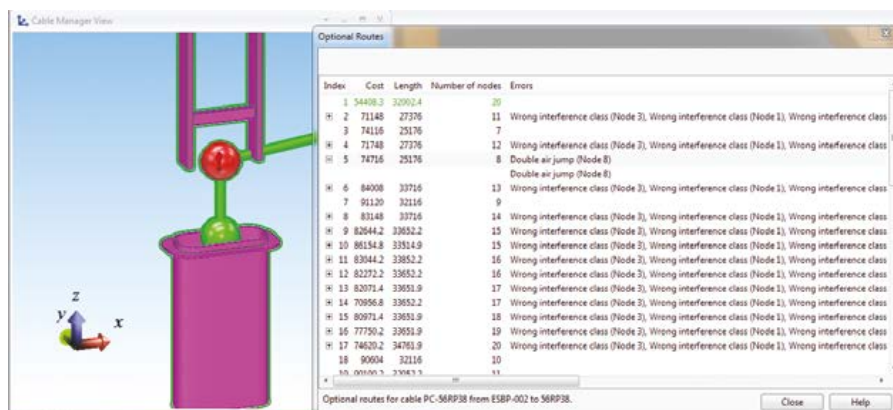 Cable Manager View
Optional Routes
Index Cost Length Number of nodes Errors
1 54408.3 32002.4 20
2 71148 27376 11 Wrong interference class (Node 3), Wrong interference class (Node 1), Wrong interference class
3 74116 25176 7
4 71748 27376 12 Wrong interference class (Node 3), Wrong interference class (Node 1), Wrong interference class
5 74716 25176 8 Double air jump (Node 8)
Double air jump (Node 8)
6 84008 33716 13 Wrong interference class (Node 3), Wrong interference class (Node 1), Wrong interference class
7 91120 32116 9
8 83148 33716 14 Wrong interference class (Node 3), Wrong interference class (Node 1), Wrong interference class
9 82644.2 33652.2 15 Wrong interference class (Node 3), Wrong interference class (Node 1), Wrong interference class
10 86154.8 33514.9 15 Wrong interference class (Node 3), Wrong interference class (Node 1), Wrong interference class
11 83044.2 33852.2 16 Wrong interference class (Node 3), Wrong interference class (Node 1), Wrong interference class
12 82272.2 33652.2 16 Wrong interference class (Node 3), Wrong interference class (Node 1), Wrong interference class
13 82071.4 33651.9 17 Wrong interference class (Node 3), Wrong interference class (Node 1), Wrong interference class
14 70956.8 33652.2 17 Wrong interference class (Node 3), Wrong interference class (Node 1), Wrong interference class
15 80971.4 33651.9 18 Wrong interference class (Node 3), Wrong interference class (Node 1), Wrong interference class
16 77750.2 33651.9 19 Wrong interference class (Node 3), Wrong interference class (Node 1), Wrong interference class
17 74620.2 34761.9 20 Wrong interference class (Node 3), Wrong interference class (Node 1), Wrong interference class
18 90604 32116 10
z
y
x
Optional routes for cable PC-56RP38 from ESBP-002 to 56RP38.
Close Help